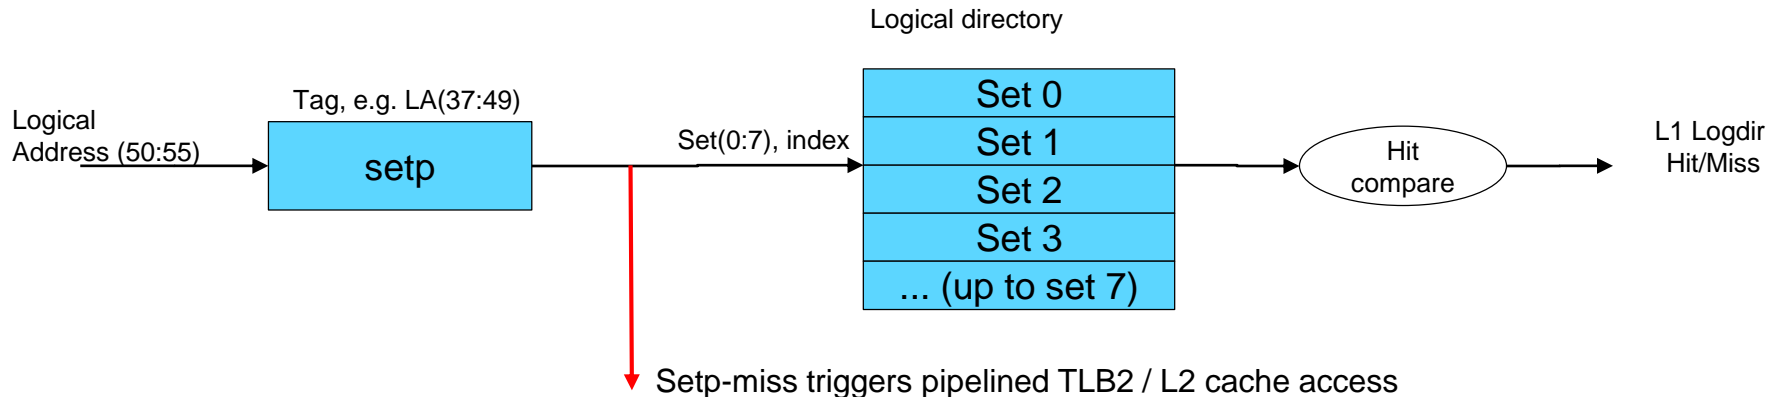 Logical directory
Tag, e.g. LA(37:49)
Logical
Address (50:55)
setp
Set(0:7), index
Set 0
Set 1
Set 2
Set 3
... (up to set 7)
Hit
compare
L1 Logdir
Hit/Miss
Setp-miss triggers pipelined TLB2 / L2 cache access